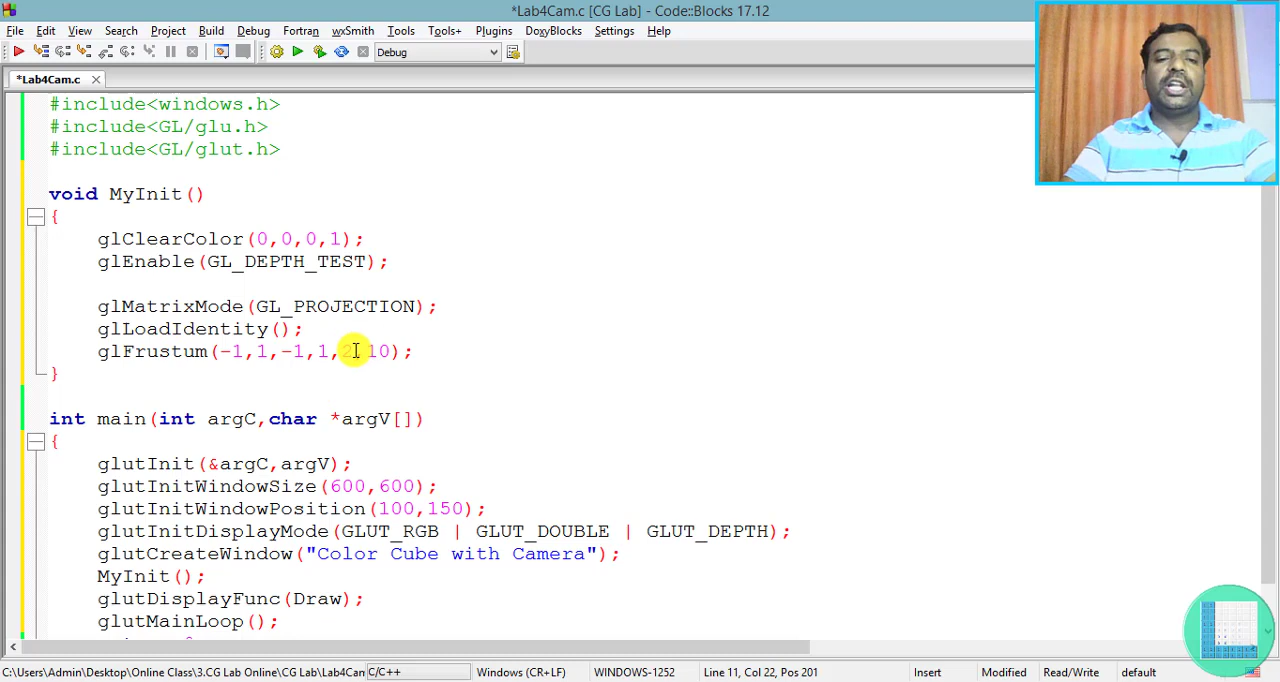 *Lab4Cam.c [CG Lab] - Code::Blocks 17.12
File Edit View Search Project Build Debug Fortran wxSmith Tools Tools+ Plugins DoxyBlocks Settings Help
Debug
*Lab4Cam.c
#include<windows.h>
#include<GL/glu.h>
#include<GL/glut.h>
void MyInit()
{
glClearColor(0,0,0,1);
glEnable(GL_DEPTH_TEST);
glMatrixMode(GL_PROJECTION);
glLoadIdentity();
glFrustum(-1,1,-1,1,2,10);
}
int main(int argC,char *argV[])
{
glutInit(&argC,argV);
glutInitWindowSize(600,600);
glutInitWindowPosition(100,150);
glutInitDisplayMode(GLUT_RGB | GLUT_DOUBLE | GLUT_DEPTH);
glutCreateWindow("Color Cube with Camera");
MyInit();
glutDisplayFunc(Draw);
glutMainLoop();
C:\Users\Admin\Desktop\Online Class\3.CG Lab Online\CG Lab\Lab4Cam C/C++ Windows (CR+LF) WINDOWS-1252 Line 11, Col 22, Pos 201 Insert Modified Read/Write default